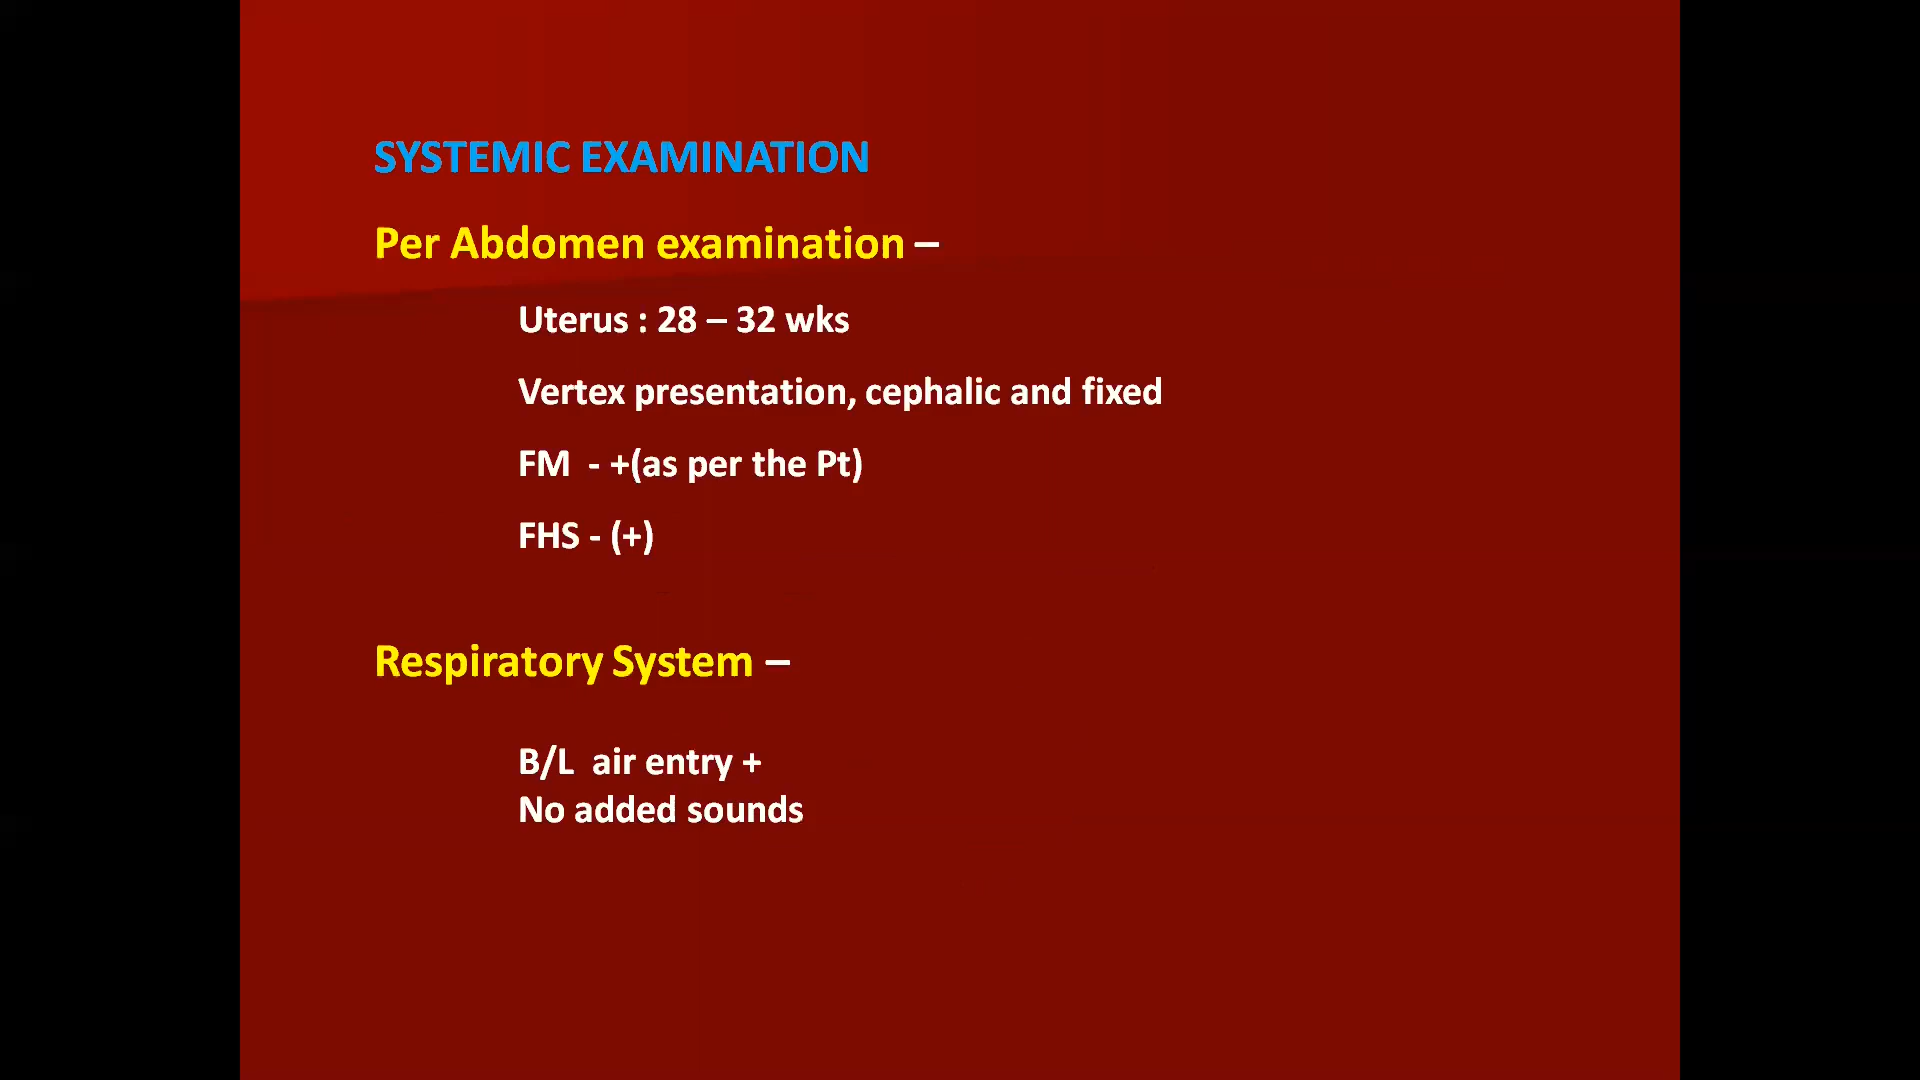 SYSTEMIC EXAMINATION
Per Abdomen examination –
Uterus : 28 – 32 wks
Vertex presentation, cephalic and fixed
FM - +(as per the Pt)
FHS - (+)
Respiratory System –
B/L air entry +
No added sounds